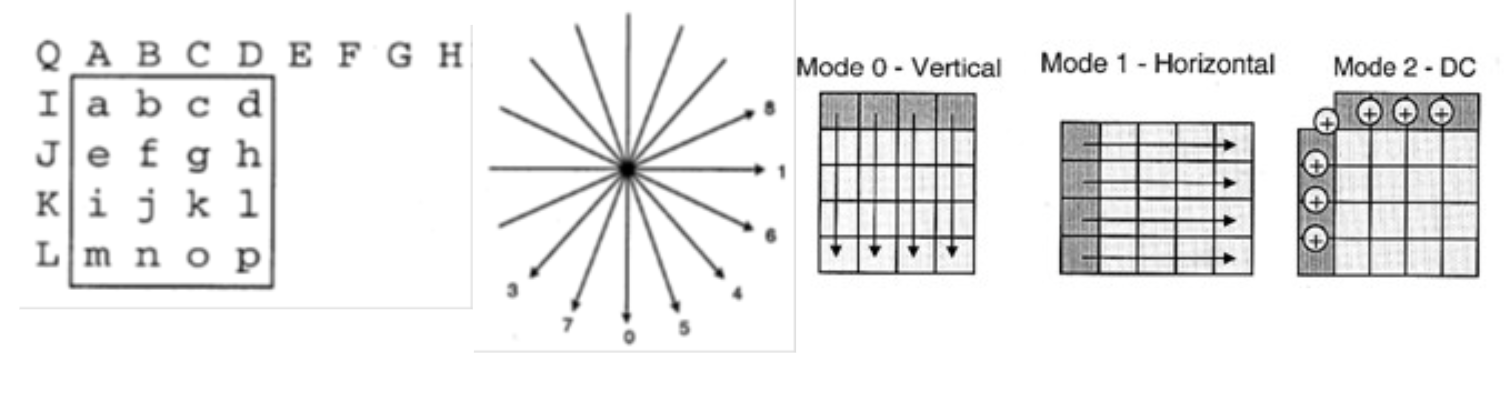 Q A B C D E F G H
I a b c d
J e f g h
K i j k l
L m n o p
8
1
6
4
5
0
7
3
Mode 0 - Vertical
Mode 1 - Horizontal
Mode 2 - DC
+ + + +
+
+
+